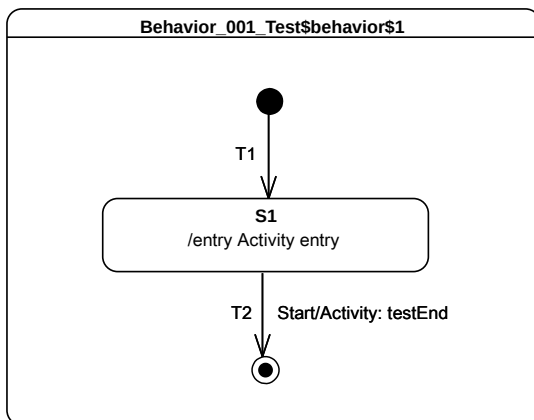 Behavior_001_Test$behavior$1
T1
S1
/entry Activity entry
T2 Start/Activity: testEnd